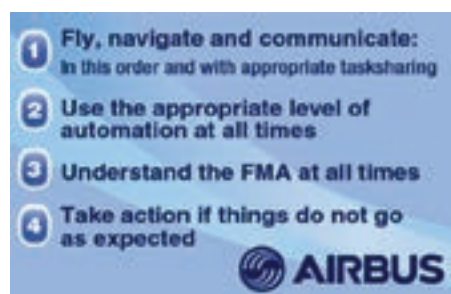 1 Fly, navigate and communicate:
In this order and with appropriate tasksharing
2 Use the appropriate level of
automation at all times
3 Understand the FMA at all times
4 Take action if things do not go
as expected
AIRBUS